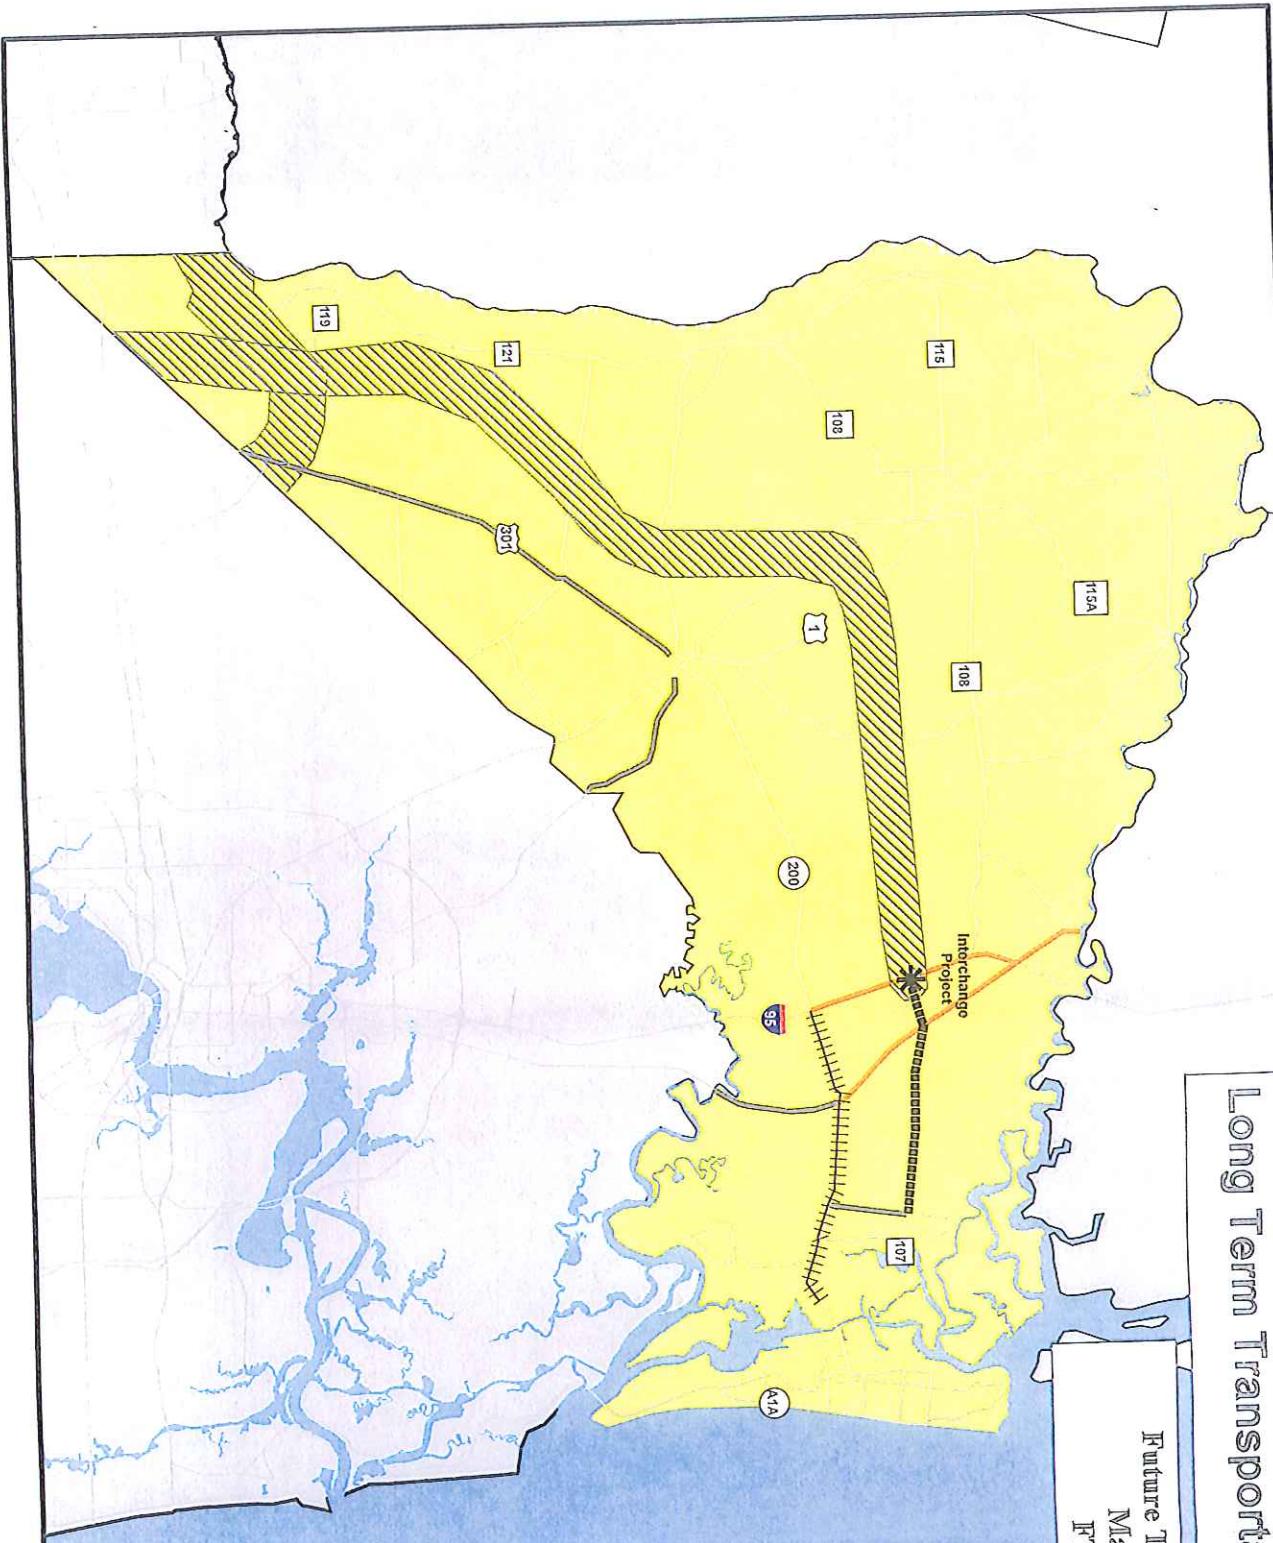 Long Term Transport
Future T
Ma
F
Interchange
Project
115A
115
108
108
119
121
301
1
200
95
107
A1A